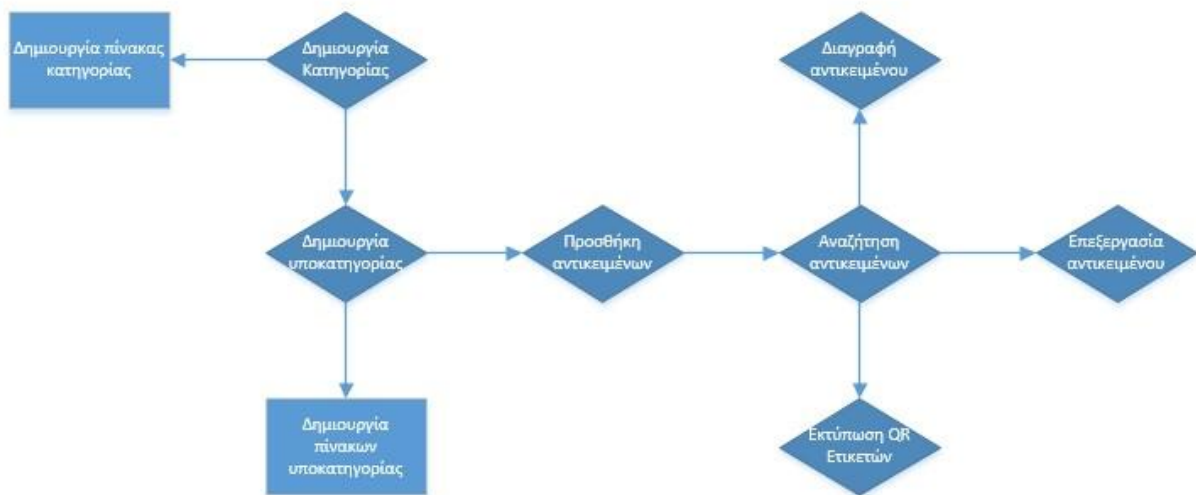 Δημιουργία πίνακας
κατηγορίας
Δημιουργία
Κατηγορίας
Διαγραφή
αντικειμένου
Δημιουργία
υποκατηγορίας
Προσθήκη
αντικειμένων
Αναζήτηση
αντικειμένων
Επεξεργασία
αντικειμένου
Δημιουργία
πίνακων
υποκατηγορίας
Εκτύπωση QR
Ετικετών